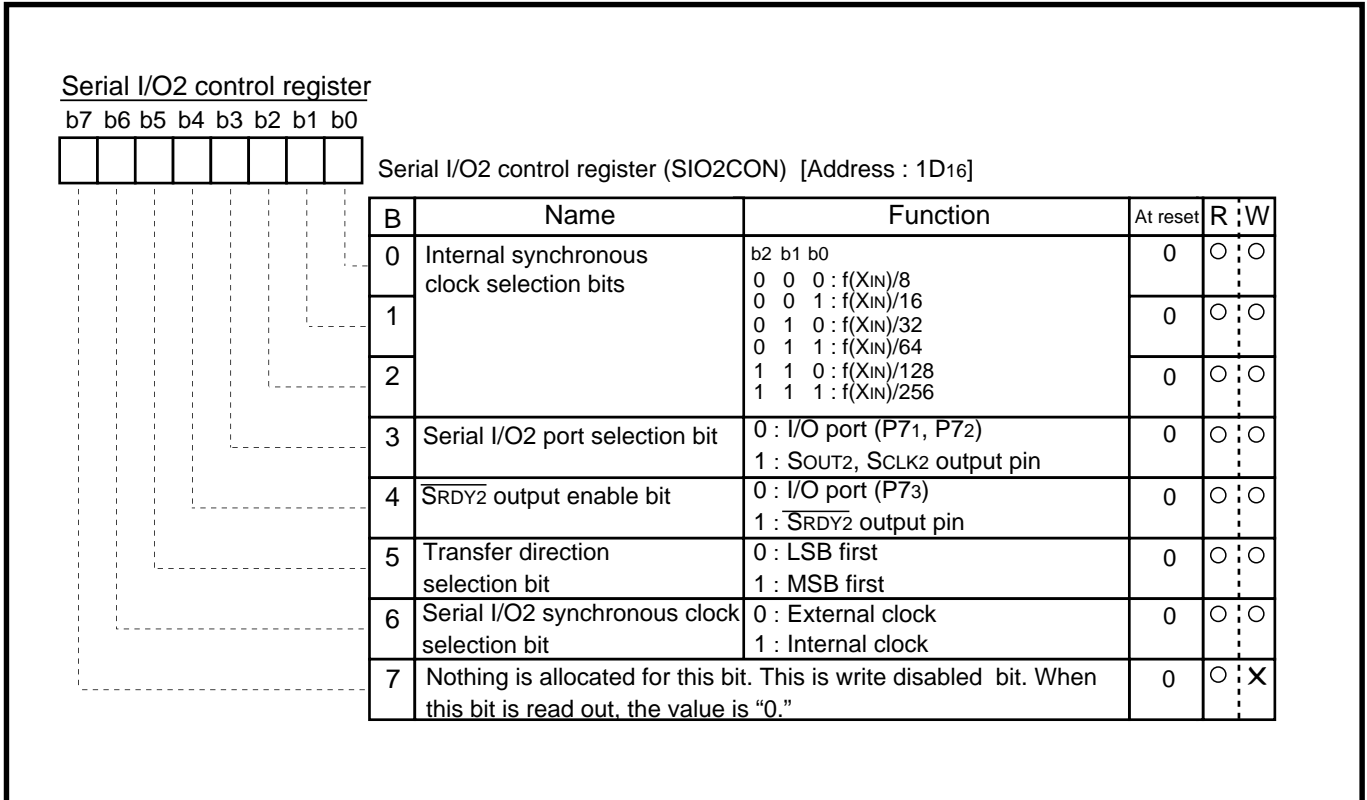 Serial I/O2 control register
b7 b6 b5 b4 b3 b2 b1 b0
Serial I/O2 control register (SIO2CON) [Address : 1D16]
B Name Function At reset R W
0 Internal synchronous clock selection bits b2 b1 b0 0 ○ ○
0 0 0 : f(XIN)/8
0 0 1 : f(XIN)/16
1 0 ○ ○
0 1 0 : f(XIN)/32
0 1 1 : f(XIN)/64
2 0 ○ ○
1 1 0 : f(XIN)/128
1 1 1 : f(XIN)/256
3 Serial I/O2 port selection bit 0 : I/O port (P71, P72) 0 ○ ○
1 : SOUT2, SCLK2 output pin
4 SRDY2 output enable bit 0 : I/O port (P73) 0 ○ ○
1 : SRDY2 output pin
5 Transfer direction 0 : LSB first 0 ○ ○
selection bit 1 : MSB first
6 Serial I/O2 synchronous clock 0 : External clock 0 ○ ○
selection bit 1 : Internal clock
7 Nothing is allocated for this bit. This is write disabled bit. When 0 ○ ×
this bit is read out, the value is “0.”